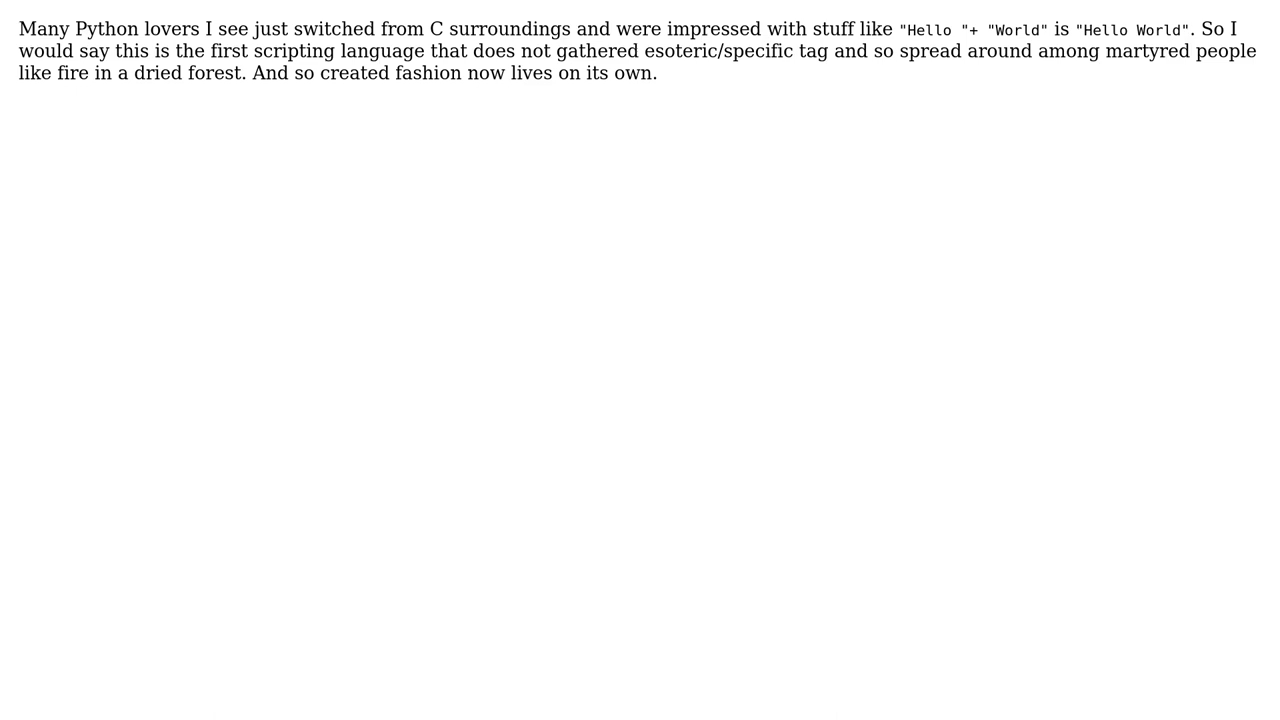 Many Python lovers I see just switched from C surroundings and were impressed with stuff like "Hello "+ "World" is "Hello World". So I
would say this is the first scripting language that does not gathered esoteric/specific tag and so spread around among martyred people
like fire in a dried forest. And so created fashion now lives on its own.